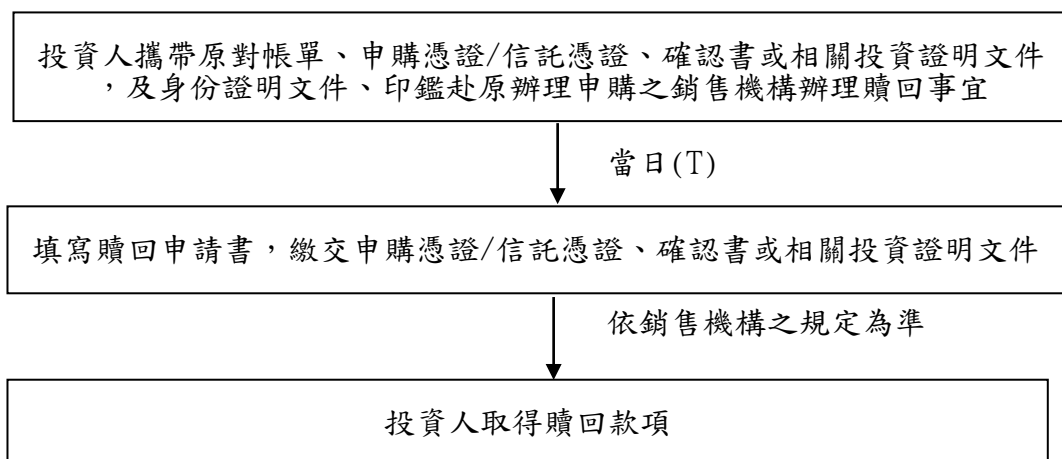 投資人攜帶原對帳單、申購憑證/信託憑證、確認書或相關投資證明文件
，及身份證明文件、印鑑赴原辦理申購之銷售機構辦理贖回事宜
當日(T)
填寫贖回申請書，繳交申購憑證/信託憑證、確認書或相關投資證明文件
依銷售機構之規定為準
投資人取得贖回款項